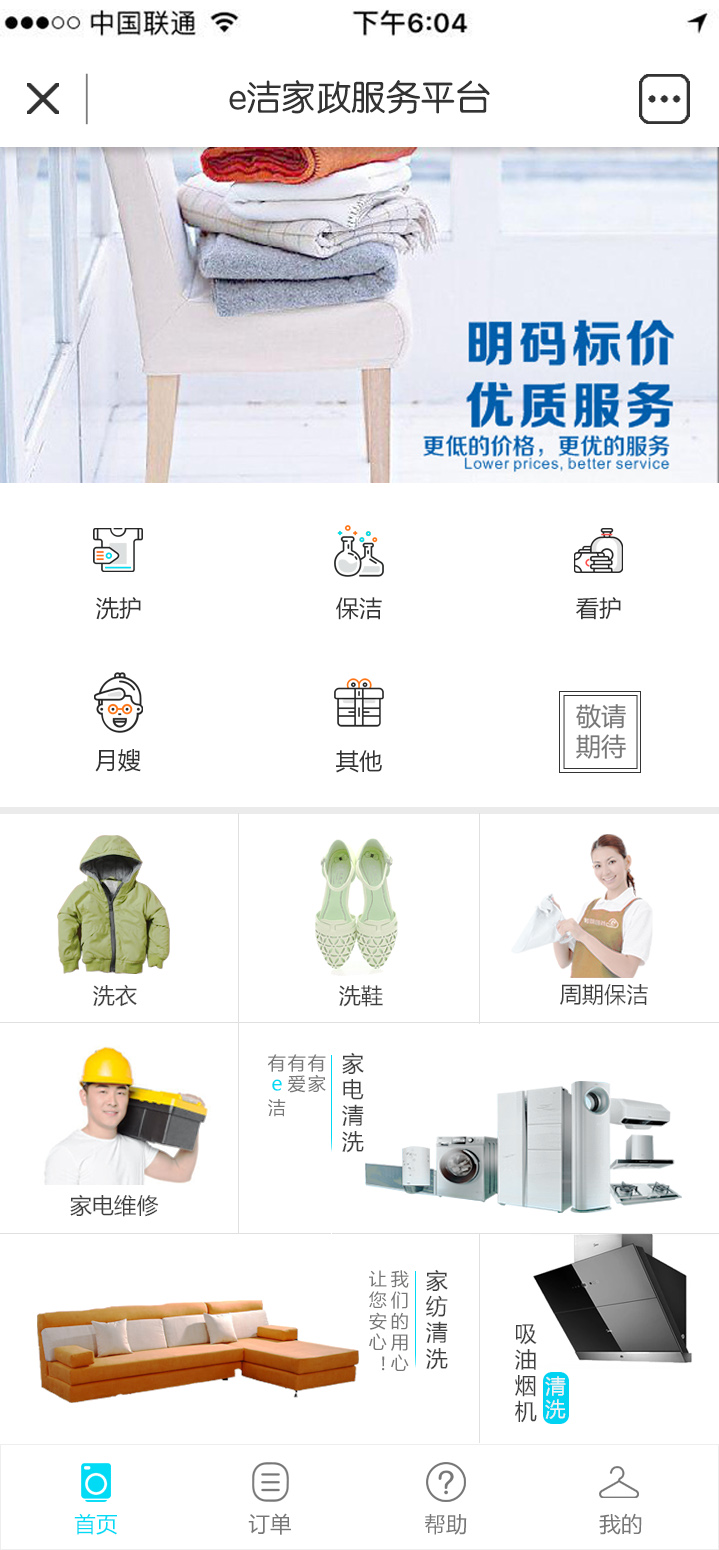 中国联通
下午6:04
e洁家政服务平台
明码标价
优质服务
更低的价格，更优的服务
Lower prices, better service
洗护
保洁
看护
月嫂
其他
敬请
期待
洗衣
洗鞋
周期保洁
家电维修
家电清洗
有家
有爱
有e洁
家纺清洗
我们的用心
让您安心！
吸油烟机
清洗
首页
订单
帮助
我的